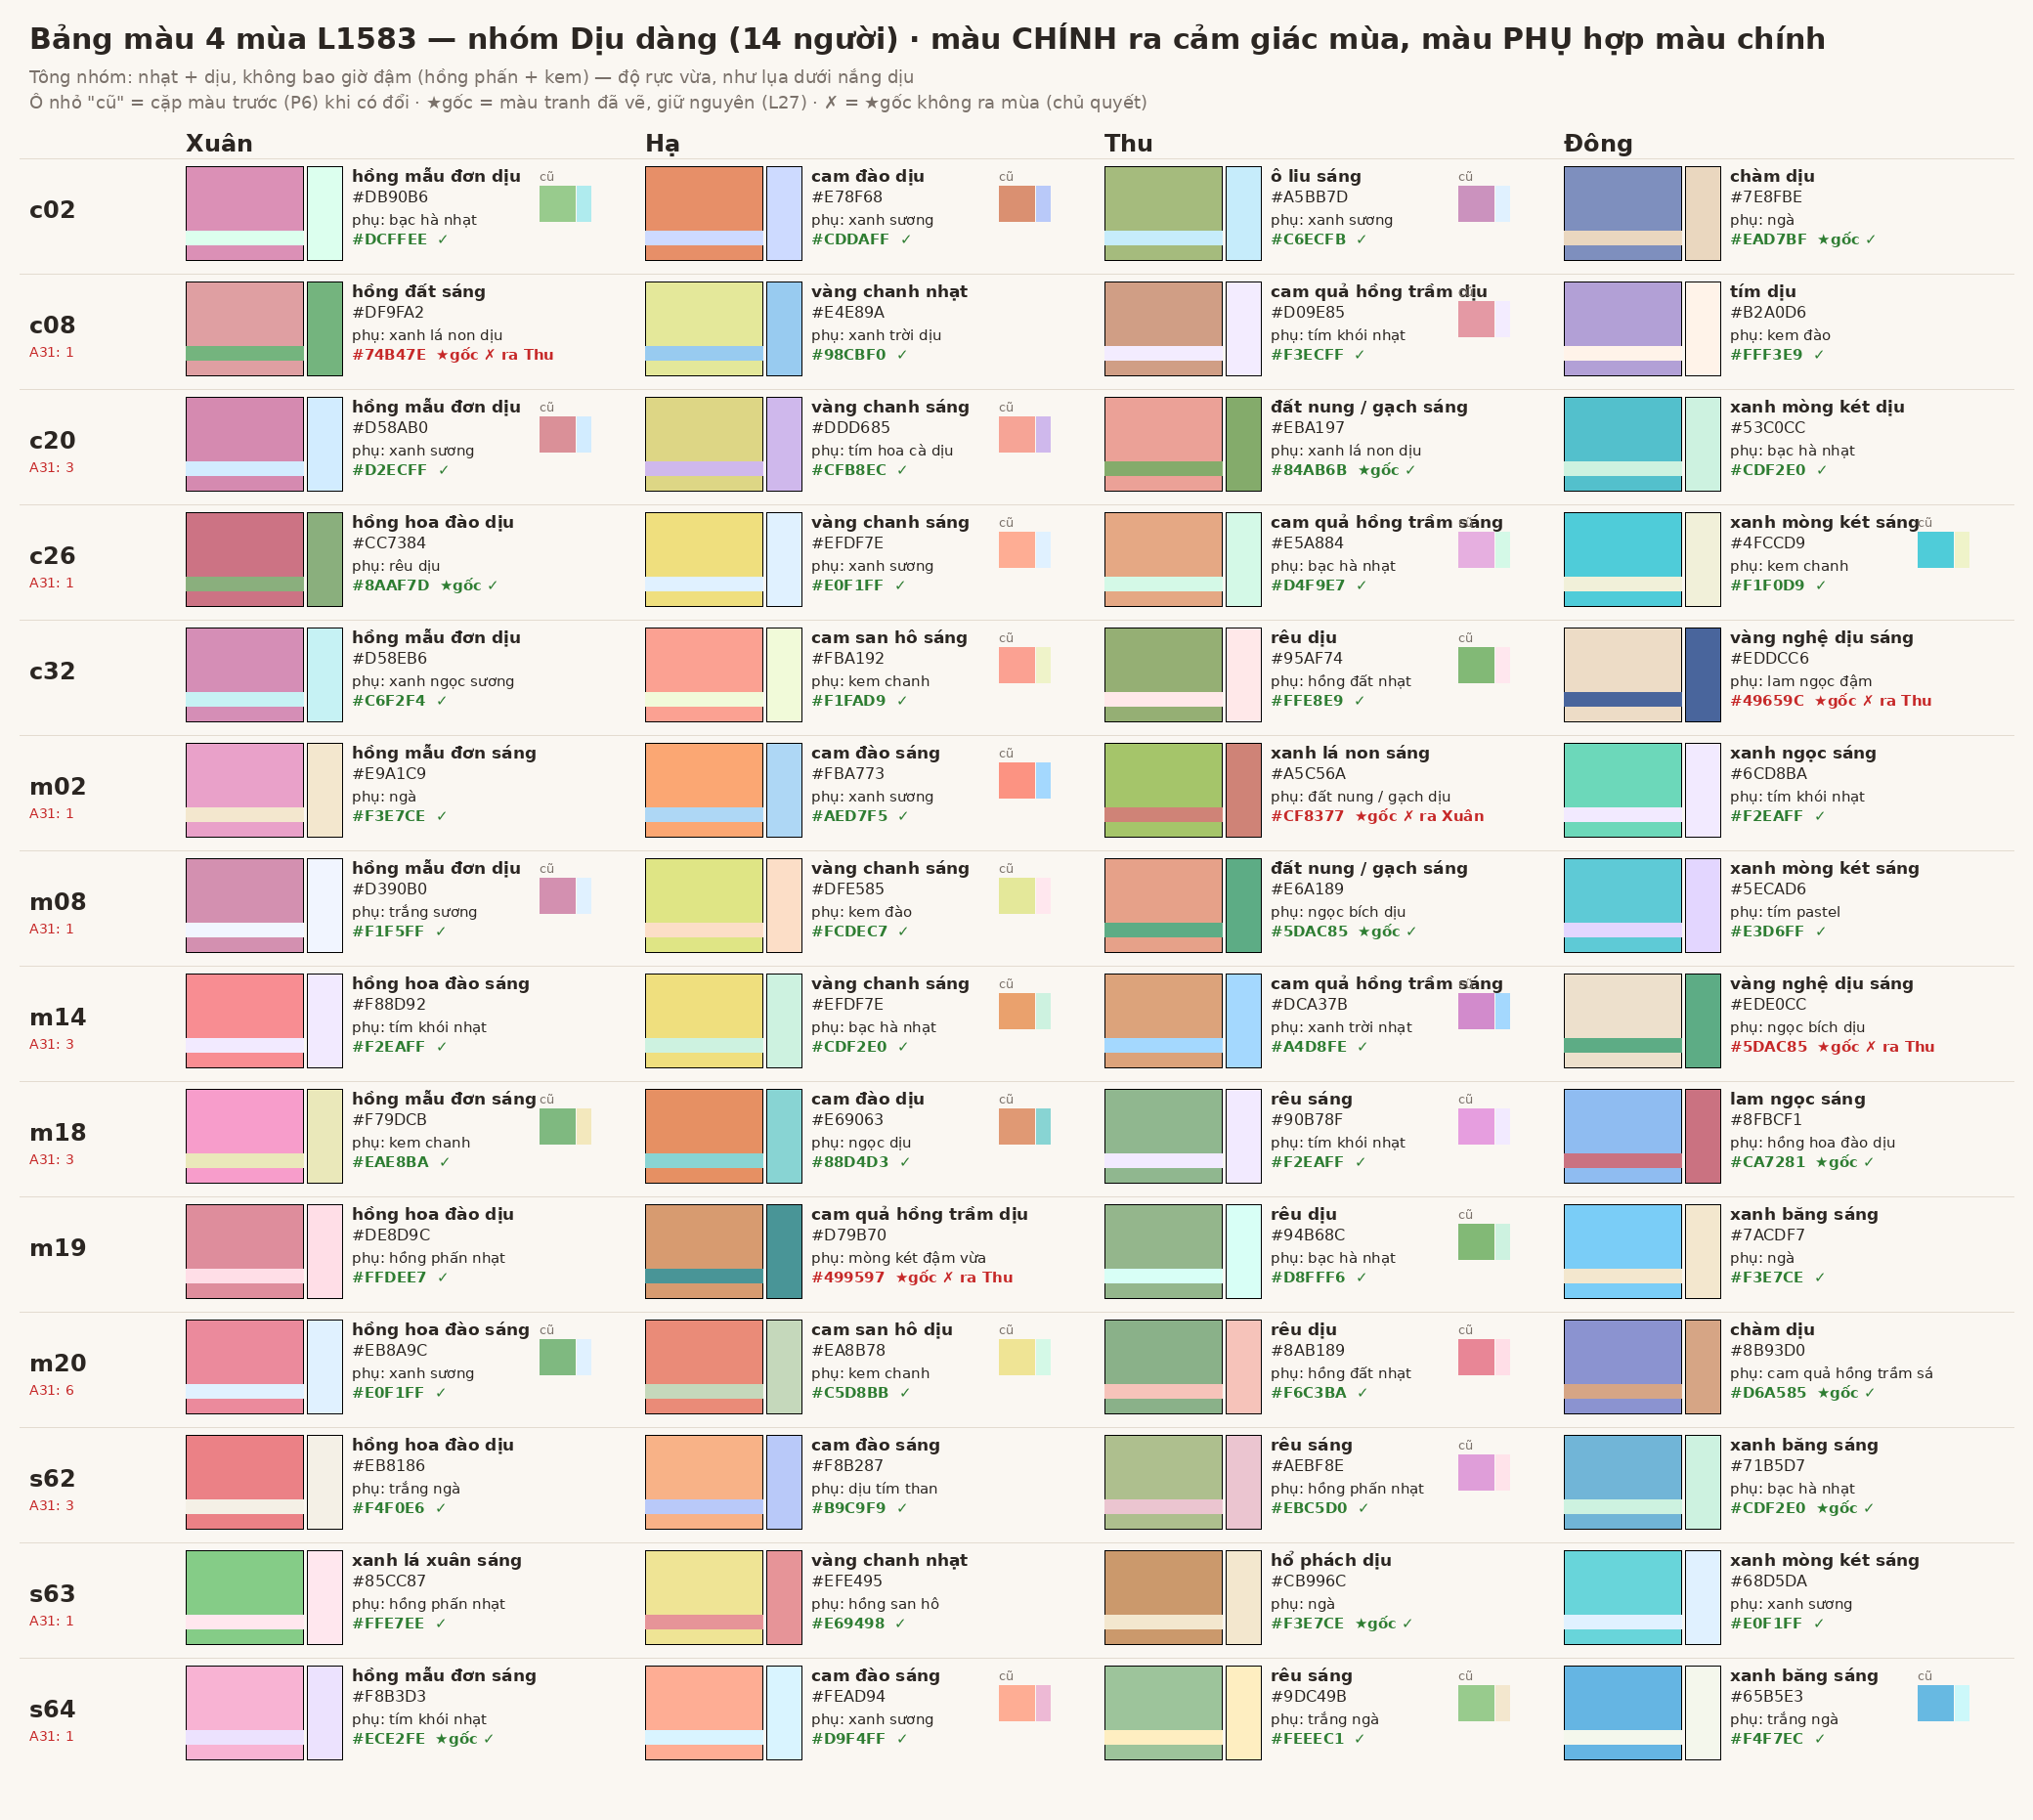 Bảng màu 4 mùa L1583 — nhóm Dịu dàng (14 người) · màu CHÍNH ra cảm giác mùa, màu PHỤ hợp màu chính
Tông nhóm: nhạt + dịu, không bao giờ đậm (hồng phấn + kem) — độ rực vừa, như lụa dưới nắng dịu
Ô nhỏ "cũ" = cặp màu trước (P6) khi có đổi · ★gốc = màu tranh đã vẽ, giữ nguyên (L27) · ✗ = ★gốc không ra mùa (chủ quyết)
Xuân
Hạ
Thu
Đông
c02
hồng mẫu đơn dịu
#DB90B6
phụ: bạc hà nhạt
#DCFFEE ✓
cũ
cam đào dịu
#E78F68
phụ: xanh sương
#CDDAFF ✓
cũ
ô liu sáng
#A5BB7D
phụ: xanh sương
#C6ECFB ✓
cũ
chàm dịu
#7E8FBE
phụ: ngà
#EAD7BF ★gốc ✓
c08
A31: 1
hồng đất sáng
#DF9FA2
phụ: xanh lá non dịu
#74B47E ★gốc ✗ ra Thu
vàng chanh nhạt
#E4E89A
phụ: xanh trời dịu
#98CBF0 ✓
cam quả hồng trầm dịu
#D09E85
phụ: tím khói nhạt
#F3ECFF ✓
tím dịu
#B2A0D6
phụ: kem đào
#FFF3E9 ✓
c20
A31: 3
hồng mẫu đơn dịu
#D58AB0
phụ: xanh sương
#D2ECFF ✓
cũ
vàng chanh sáng
#DDD685
phụ: tím hoa cà dịu
#CFB8EC ✓
cũ
đất nung / gạch sáng
#EBA197
phụ: xanh lá non dịu
#84AB6B ★gốc ✓
xanh mòng két dịu
#53C0CC
phụ: bạc hà nhạt
#CDF2E0 ✓
c26
A31: 1
hồng hoa đào dịu
#CC7384
phụ: rêu dịu
#8AAF7D ★gốc ✓
vàng chanh sáng
#EFDF7E
phụ: xanh sương
#E0F1FF ✓
cũ
cam quả hồng trầm sáng
#E5A884
phụ: bạc hà nhạt
#D4F9E7 ✓
xanh mòng két sáng
#4FCCD9
phụ: kem chanh
#F1F0D9 ✓
cũ
c32
hồng mẫu đơn dịu
#D58EB6
phụ: xanh ngọc sương
#C6F2F4 ✓
cam san hô sáng
#FBA192
phụ: kem chanh
#F1FAD9 ✓
cũ
rêu dịu
#95AF74
phụ: hồng đất nhạt
#FFE8E9 ✓
cũ
vàng nghệ dịu sáng
#EDDCC6
phụ: lam ngọc đậm
#49659C ★gốc ✗ ra Thu
m02
A31: 1
hồng mẫu đơn sáng
#E9A1C9
phụ: ngà
#F3E7CE ✓
cam đào sáng
#FBA773
phụ: xanh sương
#AED7F5 ✓
cũ
xanh lá non sáng
#A5C56A
phụ: đất nung / gạch dịu
#CF8377 ★gốc ✗ ra Xuân
xanh ngọc sáng
#6CD8BA
phụ: tím khói nhạt
#F2EAFF ✓
m08
A31: 1
hồng mẫu đơn dịu
#D390B0
phụ: trắng sương
#F1F5FF ✓
cũ
vàng chanh sáng
#DFE585
phụ: kem đào
#FCDEC7 ✓
cũ
đất nung / gạch sáng
#E6A189
phụ: ngọc bích dịu
#5DAC85 ★gốc ✓
xanh mòng két sáng
#5ECAD6
phụ: tím pastel
#E3D6FF ✓
m14
A31: 3
hồng hoa đào sáng
#F88D92
phụ: tím khói nhạt
#F2EAFF ✓
vàng chanh sáng
#EFDF7E
phụ: bạc hà nhạt
#CDF2E0 ✓
cũ
cam quả hồng trầm sáng
#DCA37B
phụ: xanh trời nhạt
#A4D8FE ✓
vàng nghệ dịu sáng
#EDE0CC
phụ: ngọc bích dịu
#5DAC85 ★gốc ✗ ra Thu
m18
A31: 3
hồng mẫu đơn sáng
#F79DCB
phụ: kem chanh
#EAE8BA ✓
cũ
cam đào dịu
#E69063
phụ: ngọc dịu
#88D4D3 ✓
cũ
rêu sáng
#90B78F
phụ: tím khói nhạt
#F2EAFF ✓
cũ
lam ngọc sáng
#8FBCF1
phụ: hồng hoa đào dịu
#CA7281 ★gốc ✓
m19
hồng hoa đào dịu
#DE8D9C
phụ: hồng phấn nhạt
#FFDEE7 ✓
cam quả hồng trầm dịu
#D79B70
phụ: mòng két đậm vừa
#499597 ★gốc ✗ ra Thu
rêu dịu
#94B68C
phụ: bạc hà nhạt
#D8FFF6 ✓
cũ
xanh băng sáng
#7ACDF7
phụ: ngà
#F3E7CE ✓
m20
A31: 6
hồng hoa đào sáng
#EB8A9C
phụ: xanh sương
#E0F1FF ✓
cũ
cam san hô dịu
#EA8B78
phụ: kem chanh
#C5D8BB ✓
cũ
rêu dịu
#8AB189
phụ: hồng đất nhạt
#F6C3BA ✓
cũ
chàm dịu
#8B93D0
phụ: cam quả hồng trầm sá
#D6A585 ★gốc ✓
s62
A31: 3
hồng hoa đào dịu
#EB8186
phụ: trắng ngà
#F4F0E6 ✓
cam đào sáng
#F8B287
phụ: dịu tím than
#B9C9F9 ✓
rêu sáng
#AEBF8E
phụ: hồng phấn nhạt
#EBC5D0 ✓
cũ
xanh băng sáng
#71B5D7
phụ: bạc hà nhạt
#CDF2E0 ★gốc ✓
s63
A31: 1
xanh lá xuân sáng
#85CC87
phụ: hồng phấn nhạt
#FFE7EE ✓
vàng chanh nhạt
#EFE495
phụ: hồng san hô
#E69498 ✓
hổ phách dịu
#CB996C
phụ: ngà
#F3E7CE ★gốc ✓
xanh mòng két sáng
#68D5DA
phụ: xanh sương
#E0F1FF ✓
s64
A31: 1
hồng mẫu đơn sáng
#F8B3D3
phụ: tím khói nhạt
#ECE2FE ★gốc ✓
cam đào sáng
#FEAD94
phụ: xanh sương
#D9F4FF ✓
cũ
rêu sáng
#9DC49B
phụ: trắng ngà
#FEEEC1 ✓
cũ
xanh băng sáng
#65B5E3
phụ: trắng ngà
#F4F7EC ✓
cũ